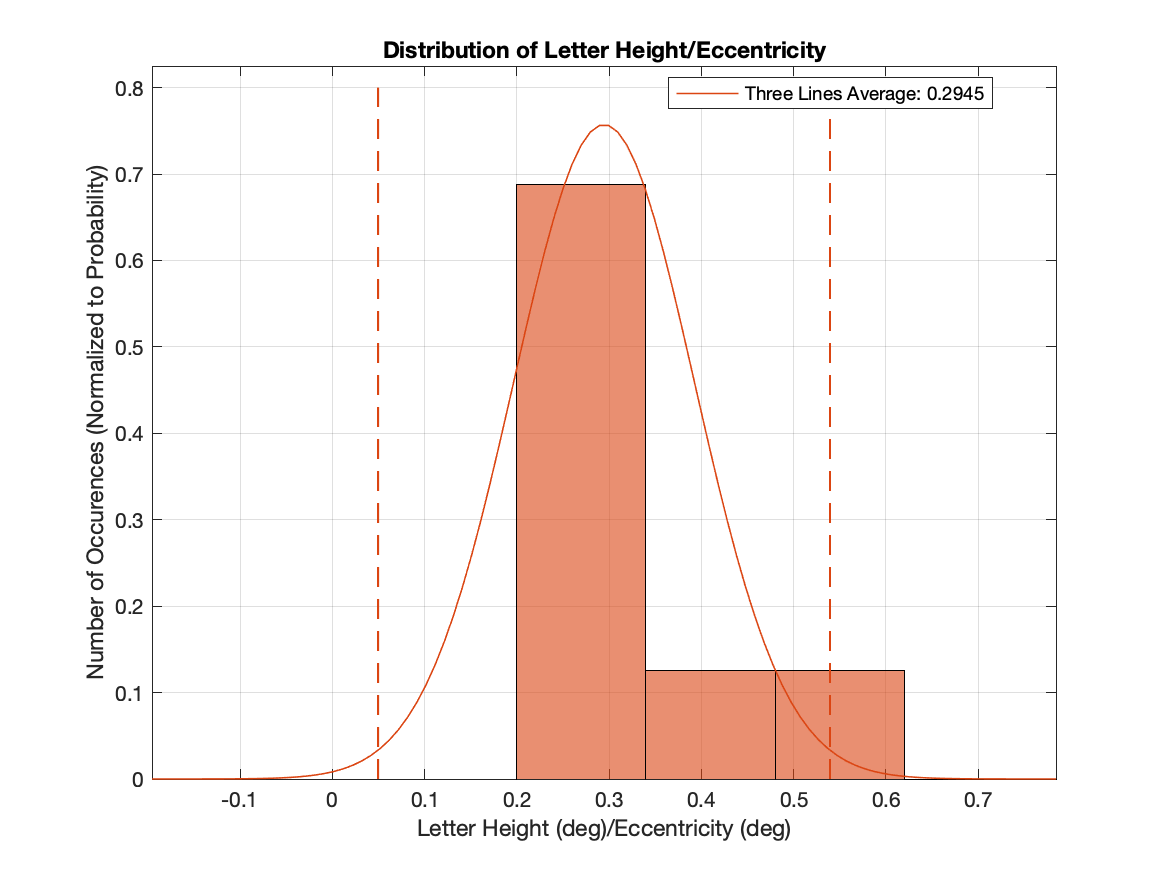 Distribution of Letter Height/Eccentricity
Three Lines Average: 0.2945
Number of Occurences (Normalized to Probability)
0.8
0.7
0.6
0.5
0.4
0.3
0.2
0.1
0
-0.1 0 0.1 0.2 0.3 0.4 0.5 0.6 0.7
Letter Height (deg)/Eccentricity (deg)